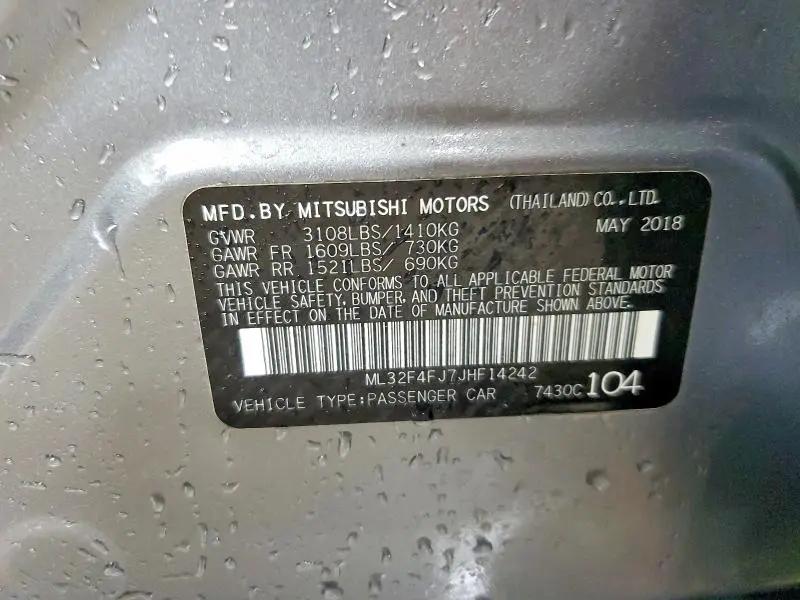 MFD. BY MITSUBISHI MOTORS (THAILAND) CO., LTD.
GVWR 3108LBS/1410KG MAY 2018
GAWR FR 1609LBS/ 730KG
GAWR RR 1521LBS/ 690KG
THIS VEHICLE CONFORMS TO ALL APPLICABLE FEDERAL MOTOR
VEHICLE SAFETY, BUMPER, AND THEFT PREVENTION STANDARDS
IN EFFECT ON THE DATE OF MANUFACTURE SHOWN ABOVE.
ML32F4FJ7JHF14242
VEHICLE TYPE:PASSENGER CAR 7430C 104